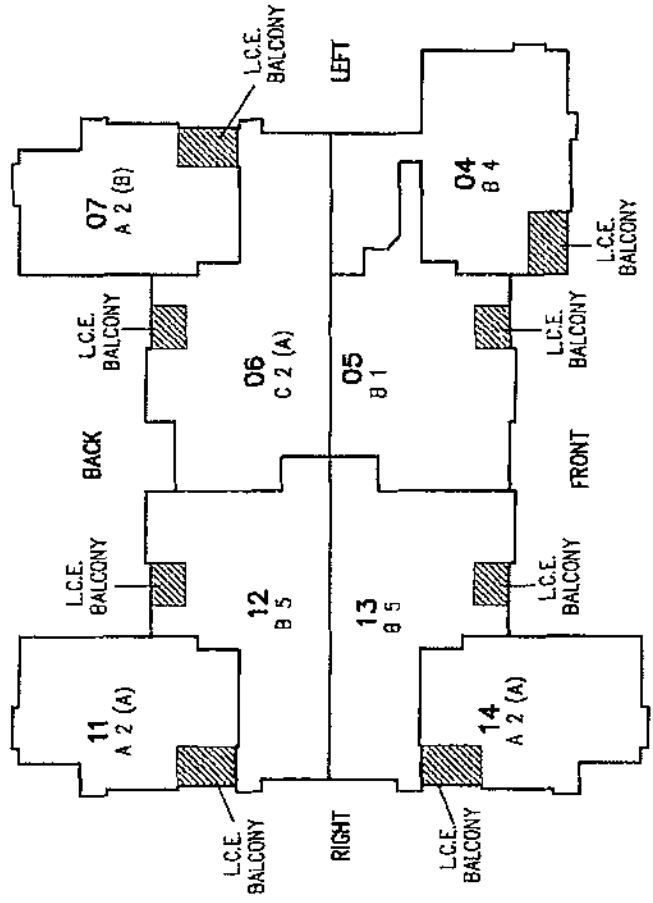 L.C.E.
BALCONY
BACK
L.C.E.
BALCONY
11
A 2 (A)
07
A 2 (B)
L.C.E.
BALCONY
L.C.E.
BALCONY
12
B 5
06
C 2 (A)
RIGHT
LEFT
13
B 5
05
B 1
L.C.E.
BALCONY
14
A 2 (A)
04
B 4
L.C.E.
BALCONY
FRONT
L.C.E.
BALCONY
L.C.E.
BALCONY